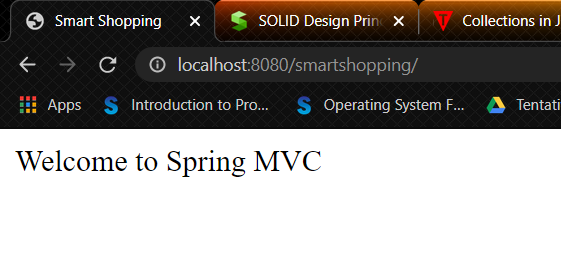 Smart Shopping
SOLID Design Prin
Collections in J
localhost:8080/smartshopping/
Apps
Introduction to Pro...
Operating System F...
Tentati
Welcome to Spring MVC